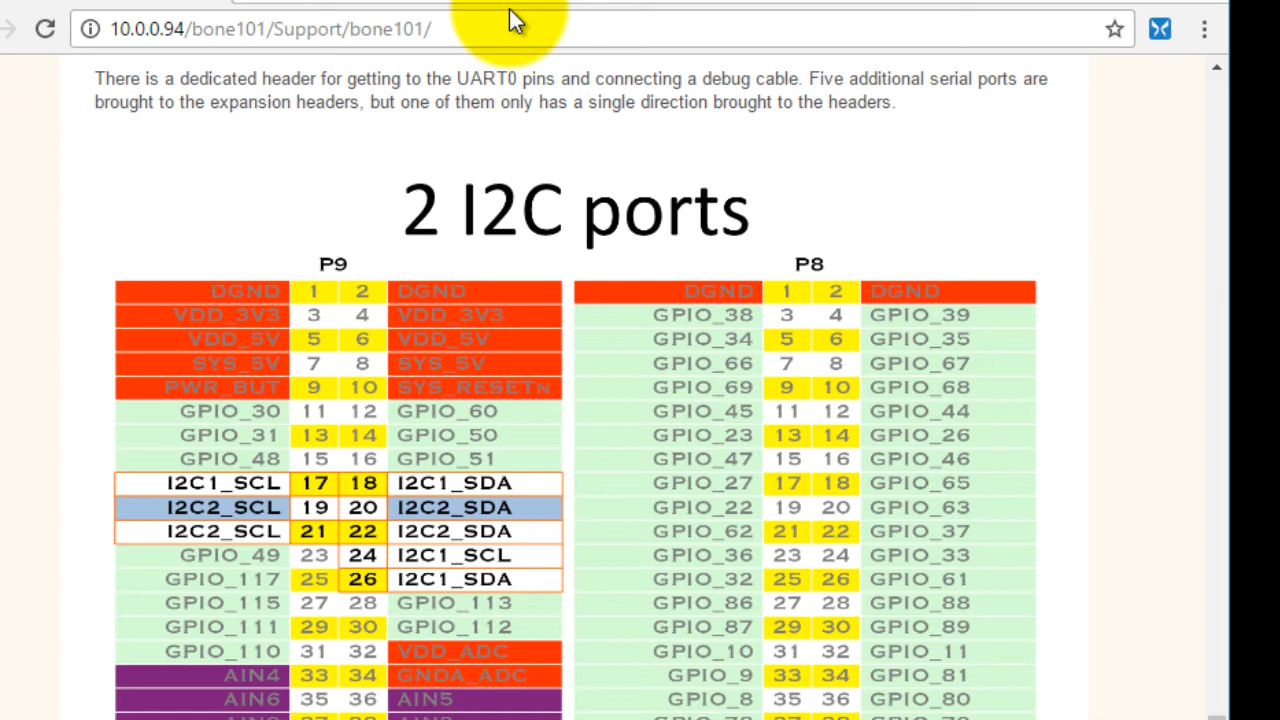 10.0.0.94/bone101/Support/bone101/
There is a dedicated header for getting to the UART0 pins and connecting a debug cable. Five additional serial ports are
brought to the expansion headers, but one of them only has a single direction brought to the headers.
2 I2C ports
P9 P8
DGND 1 2 DGND DGND 1 2 DGND
VDD_3V3 3 4 VDD_3V3 GPIO_38 3 4 GPIO_39
VDD_5V 5 6 VDD_5V GPIO_34 5 6 GPIO_35
SYS_5V 7 8 SYS_5V GPIO_66 7 8 GPIO_67
PWR_BUT 9 10 SYS_RESETN GPIO_69 9 10 GPIO_68
GPIO_30 11 12 GPIO_60 GPIO_45 11 12 GPIO_44
GPIO_31 13 14 GPIO_50 GPIO_23 13 14 GPIO_26
GPIO_48 15 16 GPIO_51 GPIO_47 15 16 GPIO_46
I2C1_SCL 17 18 I2C1_SDA GPIO_27 17 18 GPIO_65
I2C2_SCL 19 20 I2C2_SDA GPIO_22 19 20 GPIO_63
I2C2_SCL 21 22 I2C2_SDA GPIO_62 21 22 GPIO_37
GPIO_49 23 24 I2C1_SCL GPIO_36 23 24 GPIO_33
GPIO_117 25 26 I2C1_SDA GPIO_32 25 26 GPIO_61
GPIO_115 27 28 GPIO_113 GPIO_86 27 28 GPIO_88
GPIO_111 29 30 GPIO_112 GPIO_87 29 30 GPIO_89
GPIO_110 31 32 VDD_ADC GPIO_10 31 32 GPIO_11
AIN4 33 34 GNDA_ADC GPIO_9 33 34 GPIO_81
AIN6 35 36 AIN5 GPIO_8 35 36 GPIO_80